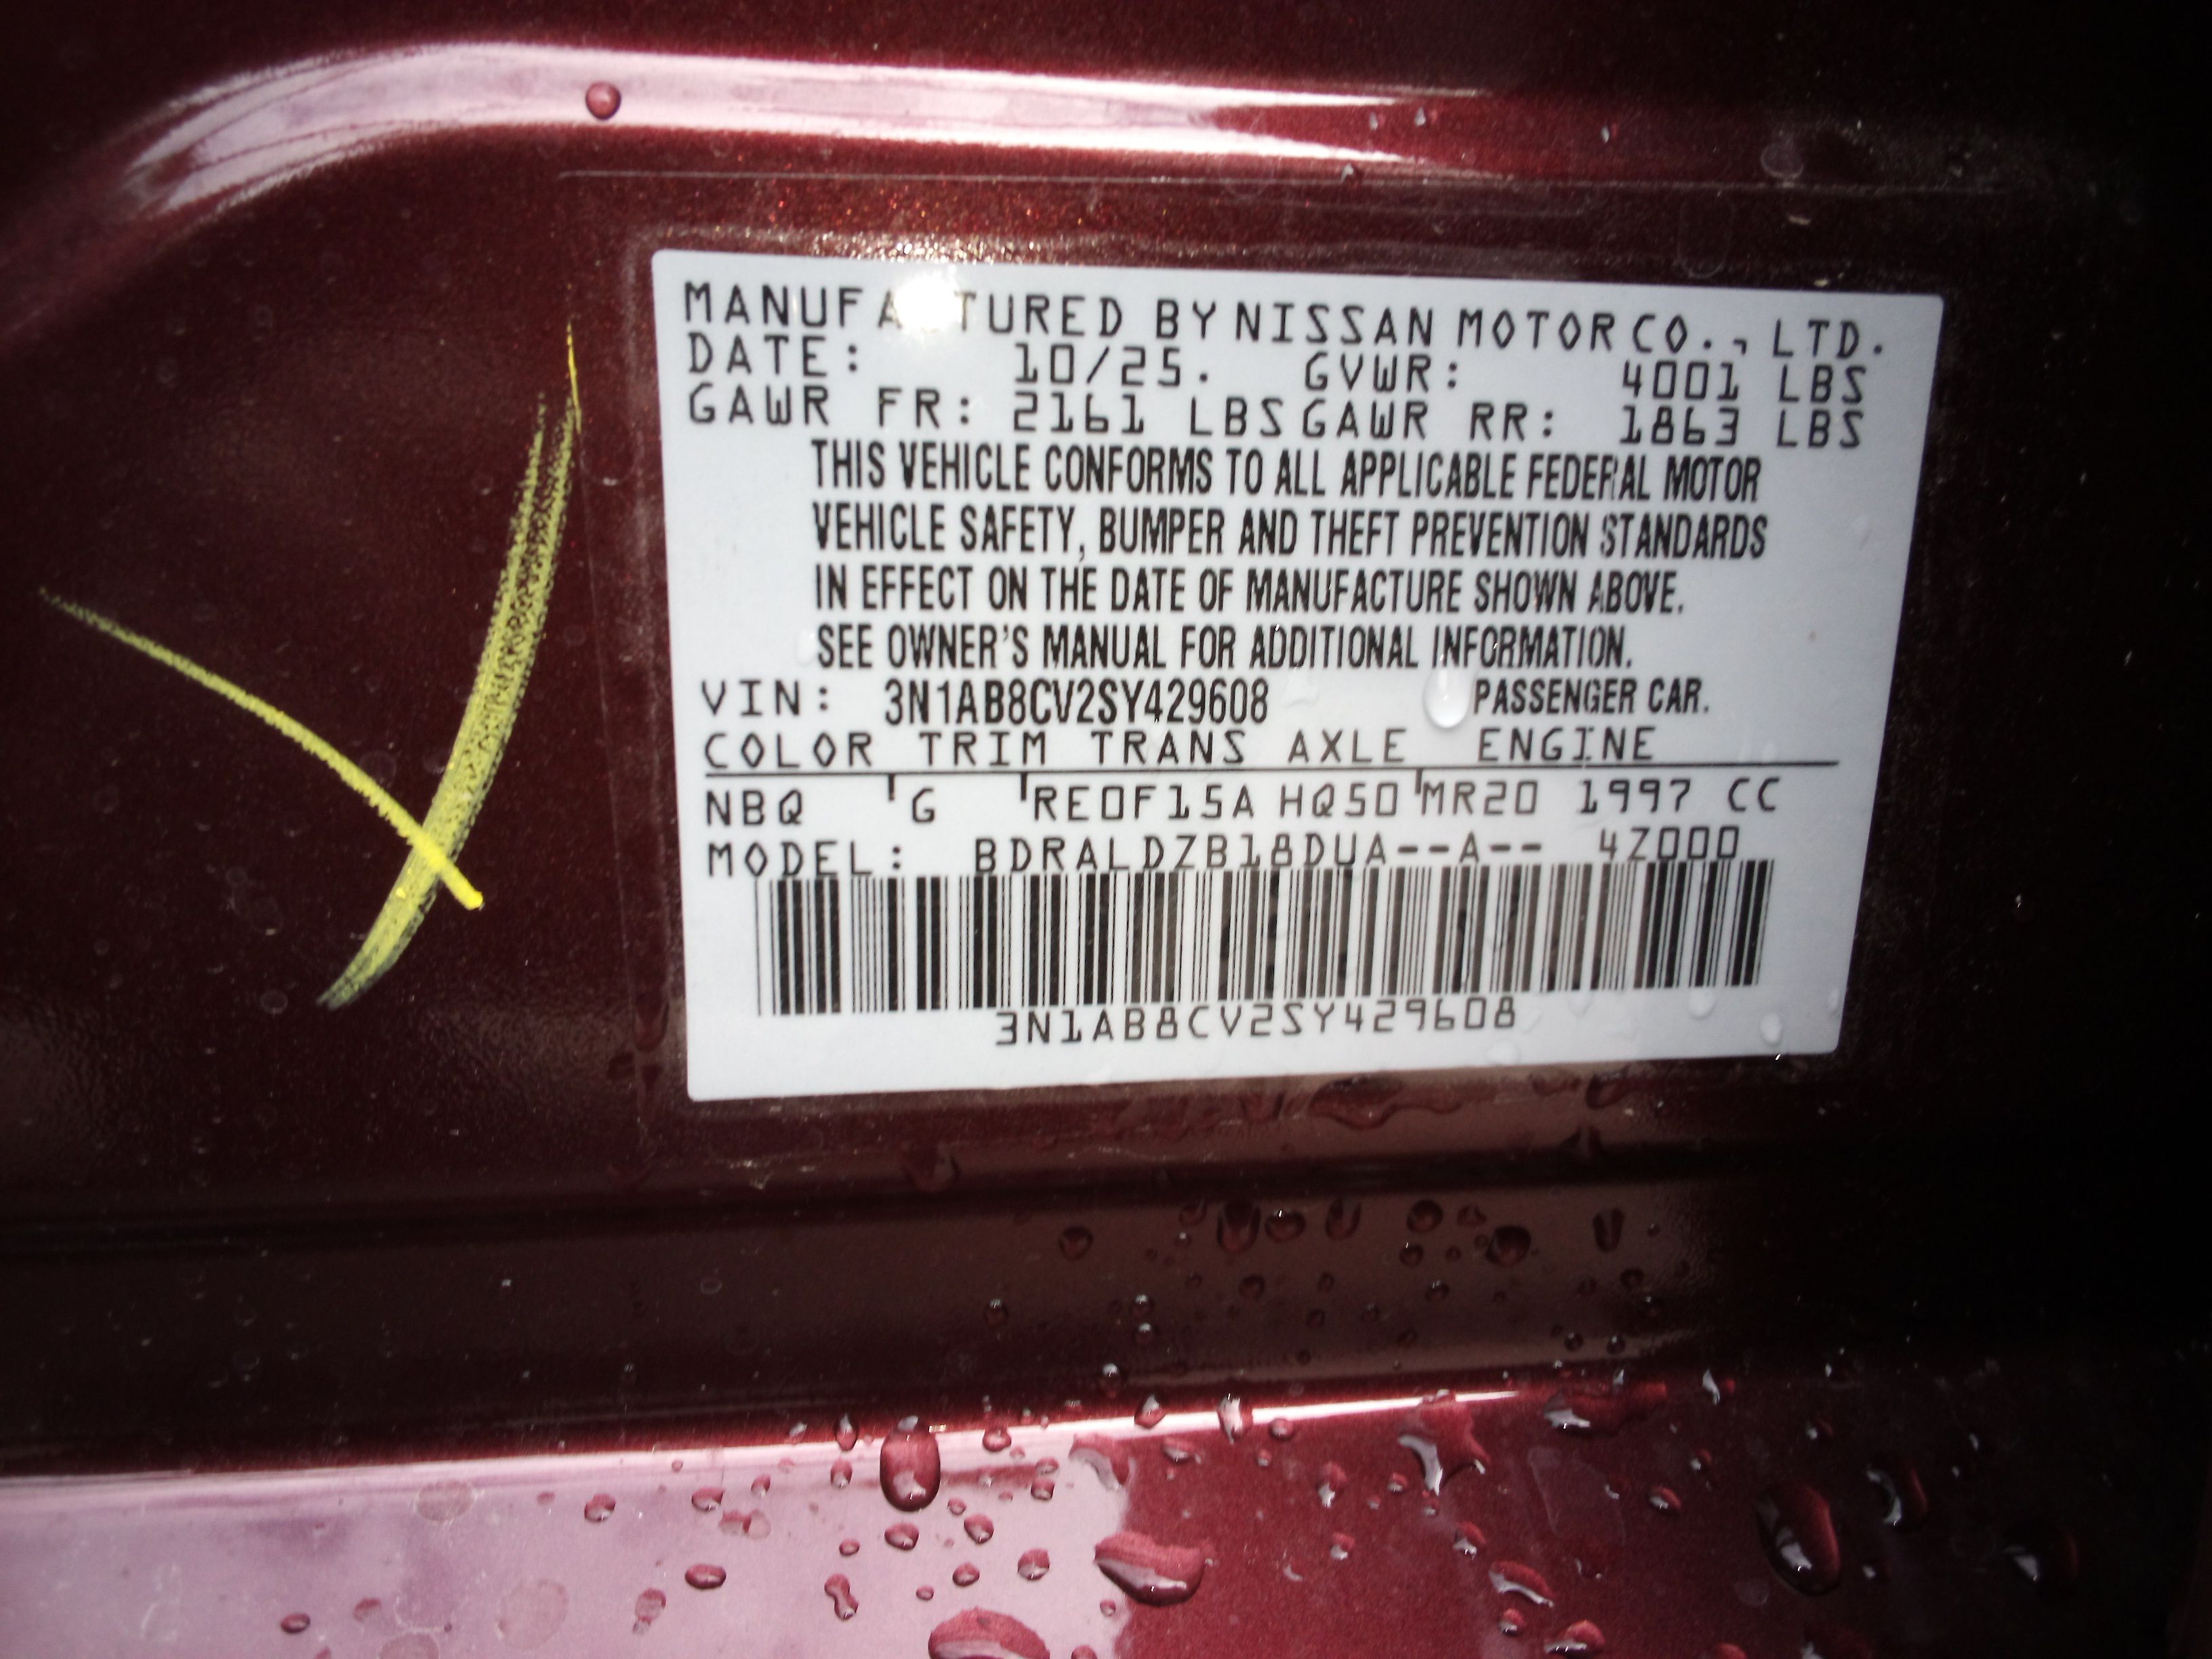 MANUFACTURED BY NISSAN MOTOR CO., LTD.
DATE: 10/25. GVWR: 4001 LBS
GAWR FR: 2161 LBS GAWR RR: 1863 LBS
THIS VEHICLE CONFORMS TO ALL APPLICABLE FEDERAL MOTOR
VEHICLE SAFETY, BUMPER AND THEFT PREVENTION STANDARDS
IN EFFECT ON THE DATE OF MANUFACTURE SHOWN ABOVE.
SEE OWNER'S MANUAL FOR ADDITIONAL INFORMATION.
VIN: 3N1AB8CV2SY429608 PASSENGER CAR.
COLOR TRIM TRANS AXLE ENGINE
NBQ G RE0F15A HQ50 MR20 1997 CC
MODEL: BDRALDZB18DUA--A-- 4Z000
3N1AB8CV2SY429608